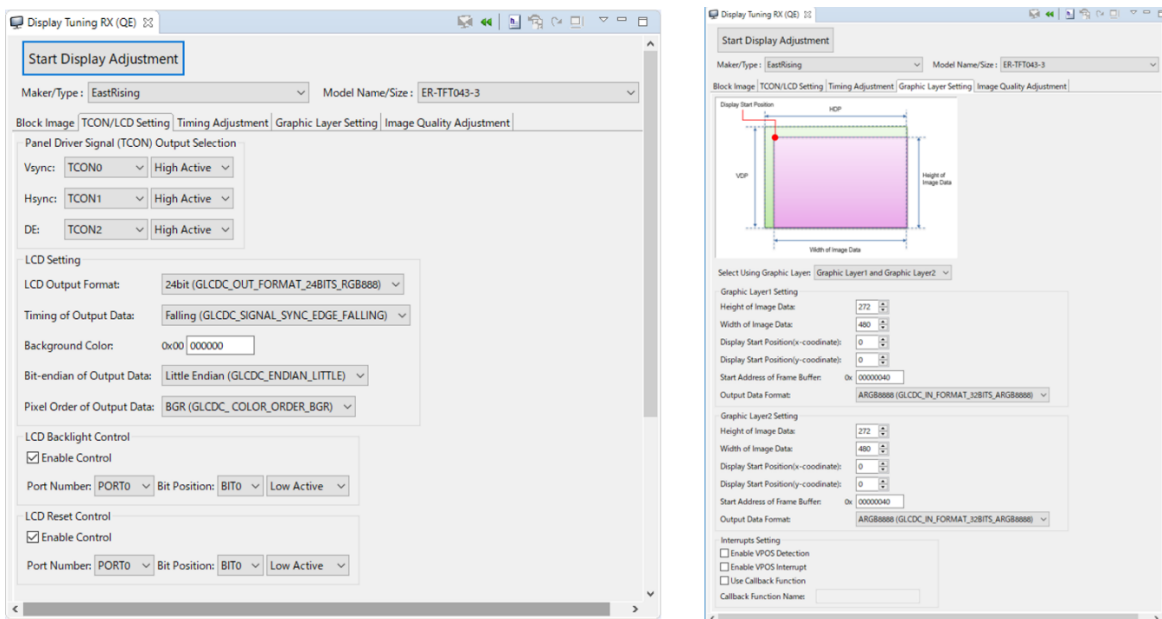 Display Tuning RX (QE)
Start Display Adjustment
Maker/Type : EastRising Model Name/Size : ER-TFT043-3
Block Image TCON/LCD Setting Timing Adjustment Graphic Layer Setting Image Quality Adjustment
Panel Driver Signal (TCON) Output Selection
Vsync: TCON0 High Active
Hsync: TCON1 High Active
DE: TCON2 High Active
LCD Setting
LCD Output Format: 24bit (GLCDC_OUT_FORMAT_24BITS_RGB888)
Timing of Output Data: Falling (GLCDC_SIGNAL_SYNC_EDGE_FALLING)
Background Color: 0x00 000000
Bit-endian of Output Data: Little Endian (GLCDC_ENDIAN_LITTLE)
Pixel Order of Output Data: BGR (GLCDC_ COLOR_ORDER_BGR)
LCD Backlight Control
Enable Control
Port Number: PORT0 Bit Position: BIT0 Low Active
LCD Reset Control
Enable Control
Port Number: PORT0 Bit Position: BIT0 Low Active
Display Tuning RX (QE)
Start Display Adjustment
Maker/Type : EastRising Model Name/Size : ER-TFT043-3
Block Image TCON/LCD Setting Timing Adjustment Graphic Layer Setting Image Quality Adjustment
Display Start Position
HDP
VDP
Height of
Image Data
Width of Image Data
Select Using Graphic Layer: Graphic Layer1 and Graphic Layer2
Graphic Layer1 Setting
Height of Image Data: 272
Width of Image Data: 480
Display Start Position(x-coodinate): 0
Display Start Position(y-coodinate): 0
Start Address of Frame Buffer: 0x 00000040
Output Data Format: ARGB8888 (GLCDC_IN_FORMAT_32BITS_ARGB8888)
Graphic Layer2 Setting
Height of Image Data: 272
Width of Image Data: 480
Display Start Position(x-coodinate): 0
Display Start Position(y-coodinate): 0
Start Address of Frame Buffer: 0x 00000040
Output Data Format: ARGB8888 (GLCDC_IN_FORMAT_32BITS_ARGB8888)
Interrupts Setting
Enable VPOS Detection
Enable VPOS Interrupt
Use Callback Function
Callback Function Name: